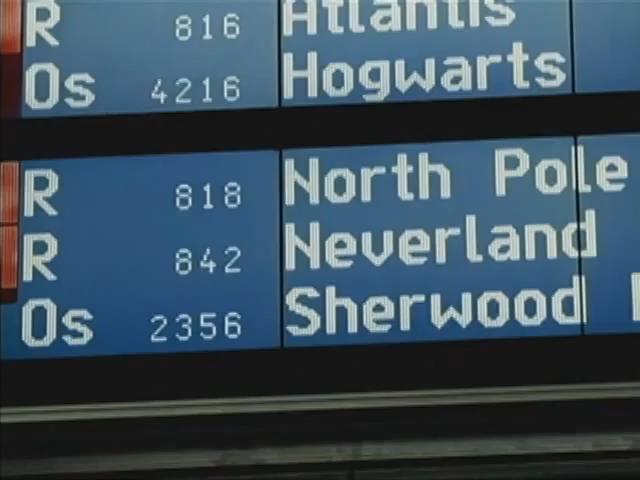 R 816 Atlantis
Os 4216 Hogwarts
R 818 North Pole
R 842 Neverland
Os 2356 Sherwood